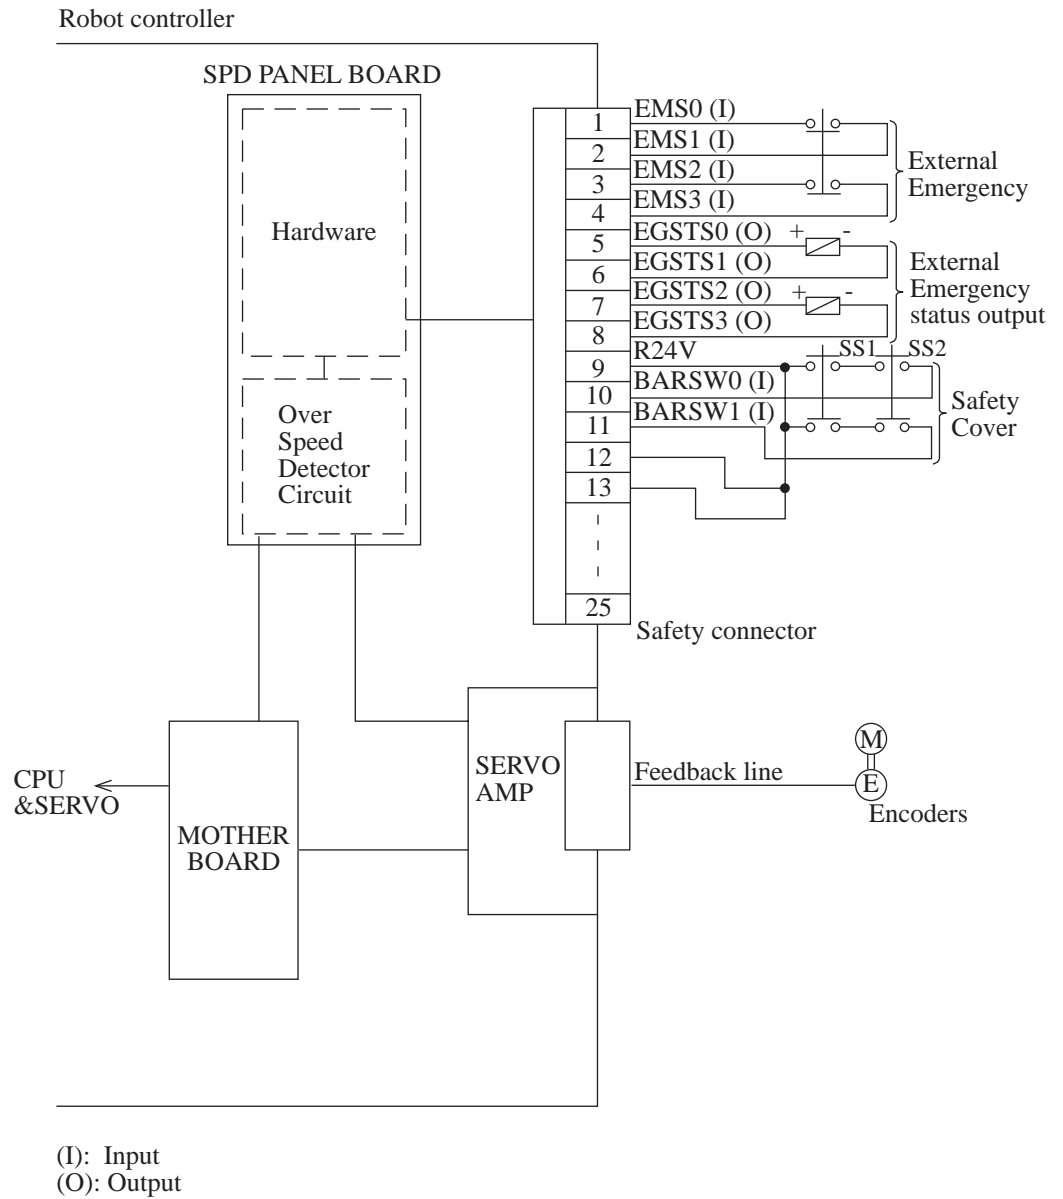 Robot controller
SPD PANEL BOARD
Hardware
Over
Speed
Detector
Circuit
1
2
3
4
5
6
7
8
9
10
11
12
13
25
EMS0 (I)
EMS1 (I)
EMS2 (I)
EMS3 (I)
EGSTS0 (O)
+ -
EGSTS1 (O)
EGSTS2 (O)
+ -
EGSTS3 (O)
R24V
SS1
SS2
BARSW0 (I)
BARSW1 (I)
External
Emergency
External
Emergency
status output
Safety
Cover
Safety connector
CPU
&SERVO
MOTHER
BOARD
SERVO
AMP
Feedback line
M
E
Encoders
(I): Input
(O): Output